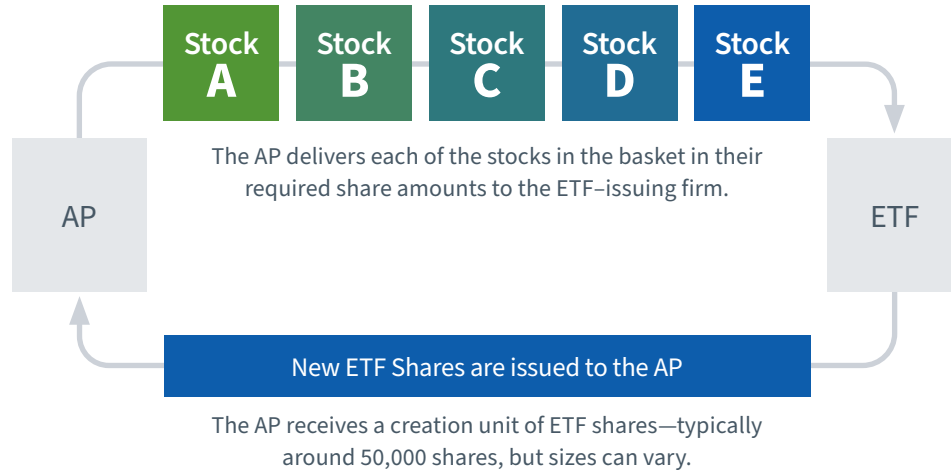 Stock
A
Stock
B
Stock
C
Stock
D
Stock
E
The AP delivers each of the stocks in the basket in their
required share amounts to the ETF–issuing firm.
AP
ETF
New ETF Shares are issued to the AP
The AP receives a creation unit of ETF shares—typically
around 50,000 shares, but sizes can vary.